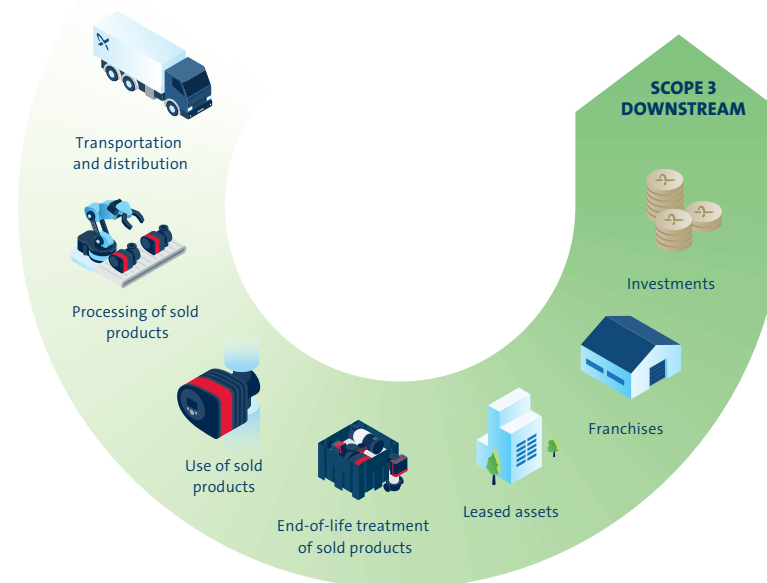 Transportation
and distribution
Processing of sold
products
Use of sold
products
End-of-life treatment
of sold products
Leased assets
Franchises
Investments
SCOPE 3
DOWNSTREAM